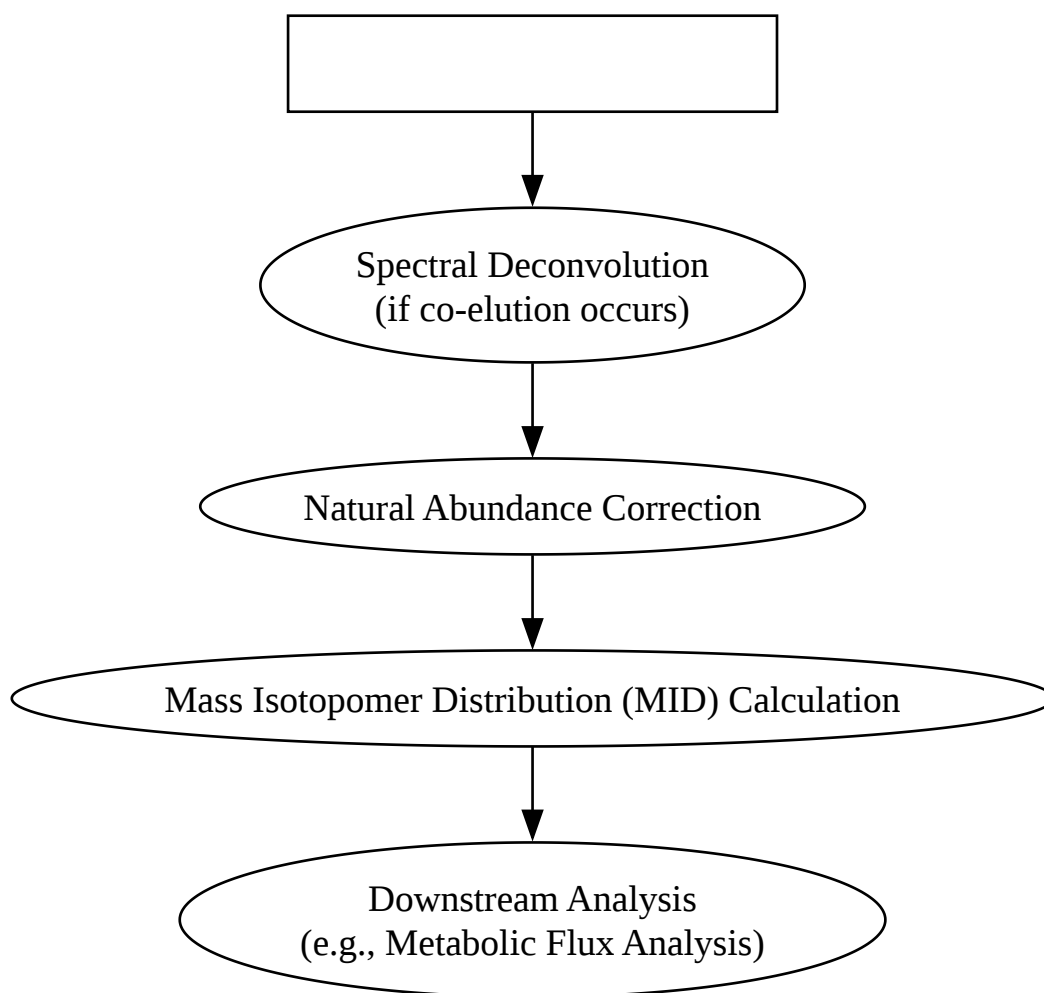 Spectral Deconvolution
(if co-elution occurs)
Natural Abundance Correction
Mass Isotopomer Distribution (MID) Calculation
Downstream Analysis
(e.g., Metabolic Flux Analysis)